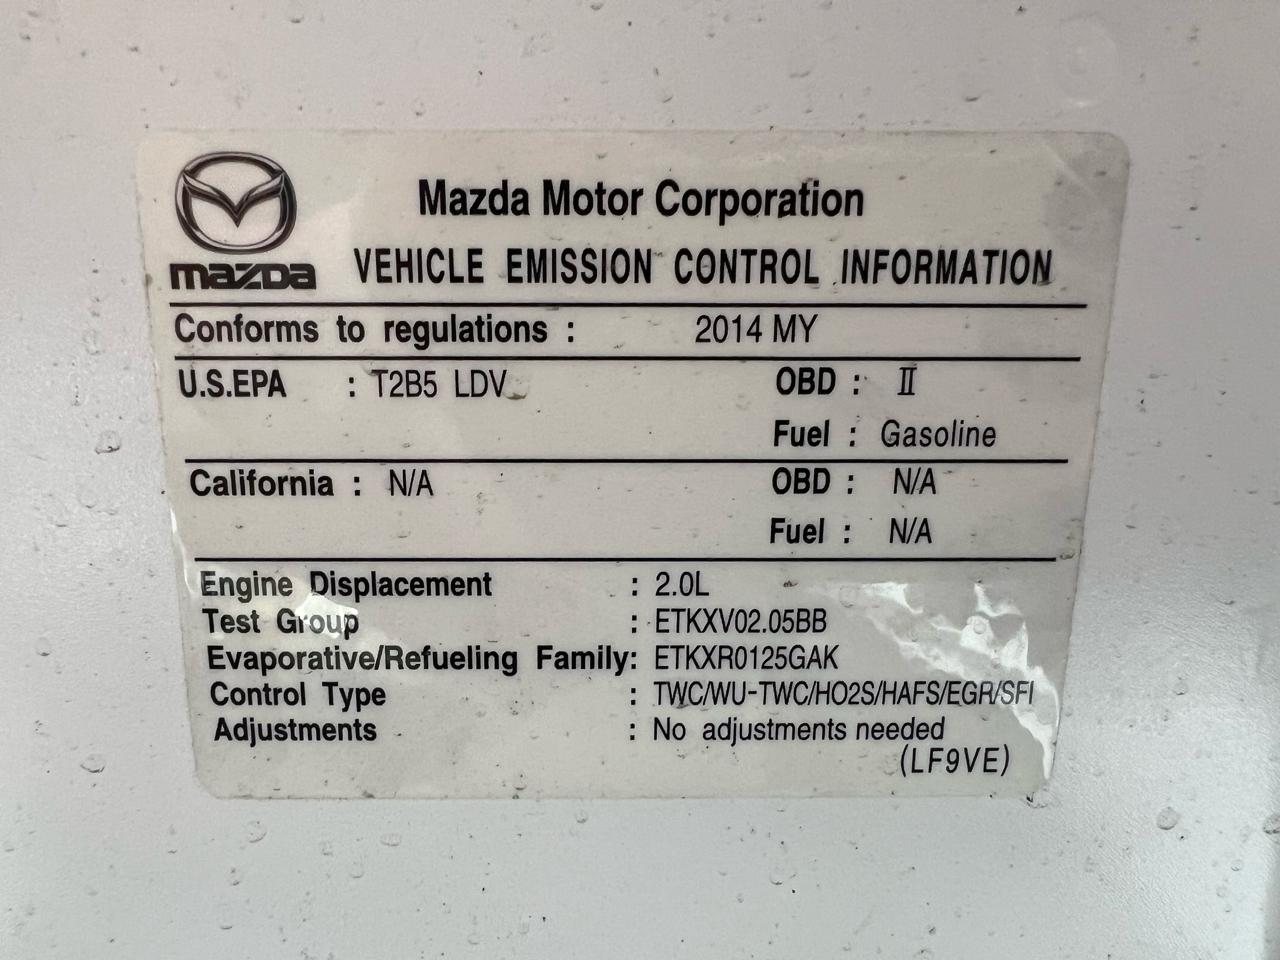 Mazda Motor Corporation
mazda VEHICLE EMISSION CONTROL INFORMATION
Conforms to regulations : 2014 MY
U.S.EPA : T2B5 LDV OBD : II
Fuel : Gasoline
California : N/A OBD : N/A
Fuel : N/A
Engine Displacement : 2.0L
Test Group : ETKXV02.05BB
Evaporative/Refueling Family: ETKXR0125GAK
Control Type : TWC/WU-TWC/HO2S/HAFS/EGR/SFI
Adjustments : No adjustments needed
(LF9VE)